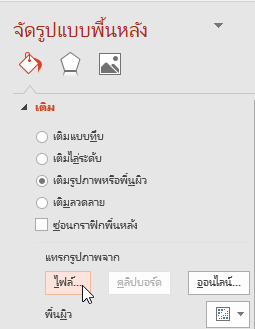 จัดรูปแบบพื้นหลัง
เติม
เติมแบบทึบ
เติมไล่ระดับ
เติมรูปภาพหรือพื้นผิว
เติมลวดลาย
ซ่อนกราฟิกพื้นหลัง
แทรกรูปภาพจาก
ไฟล์... คลิปบอร์ด ออนไลน์...
พื้นผิว